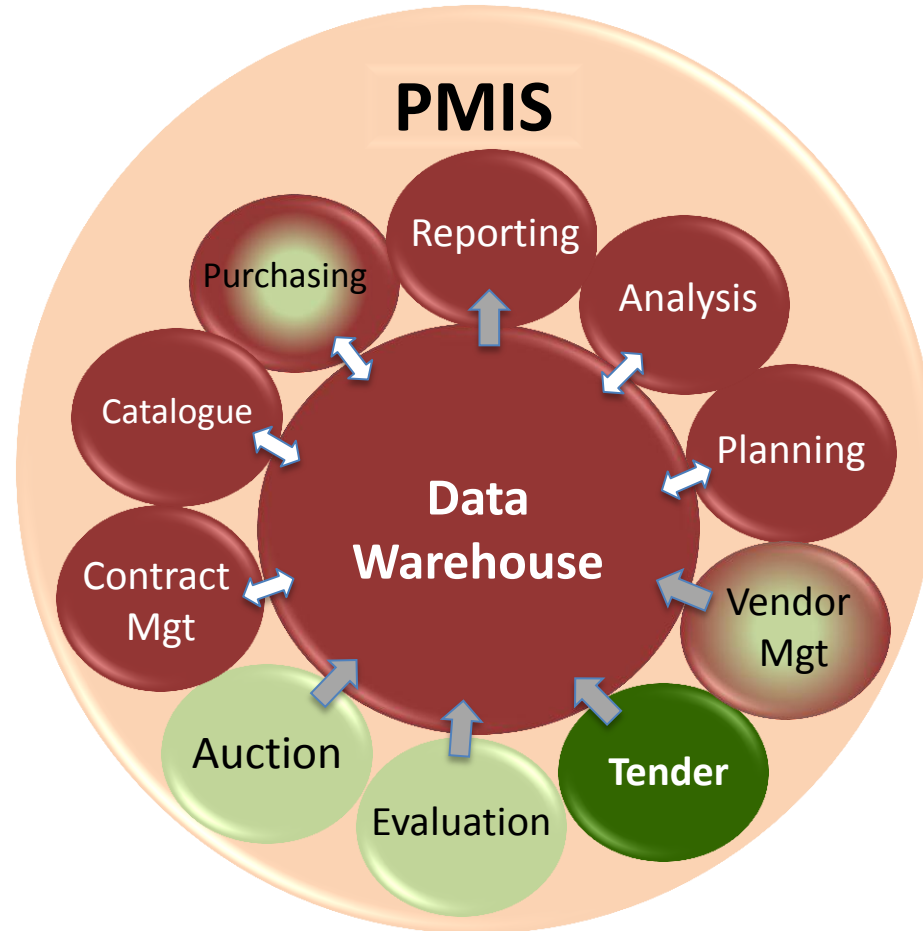 PMIS
Reporting
Purchasing
Analysis
Catalogue
Planning
Data
Warehouse
Contract
Mgt
Vendor
Mgt
Auction
Tender
Evaluation